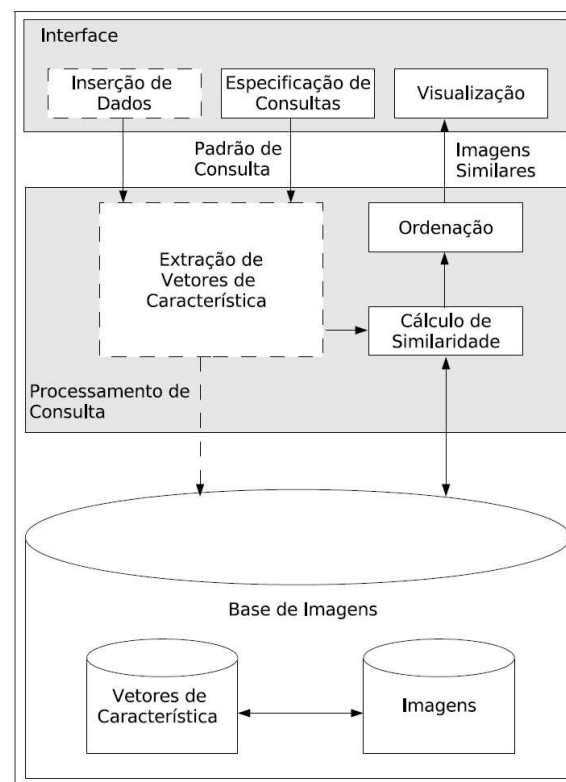 Interface
Inserção de
Dados
Especificação de
Consultas
Visualização
Padrão de
Consulta
Imagens
Similares
Extração de
Vetores de
Característica
Ordenação
Cálculo de
Similaridade
Processamento de
Consulta
Base de Imagens
Vetores de
Característica
Imagens